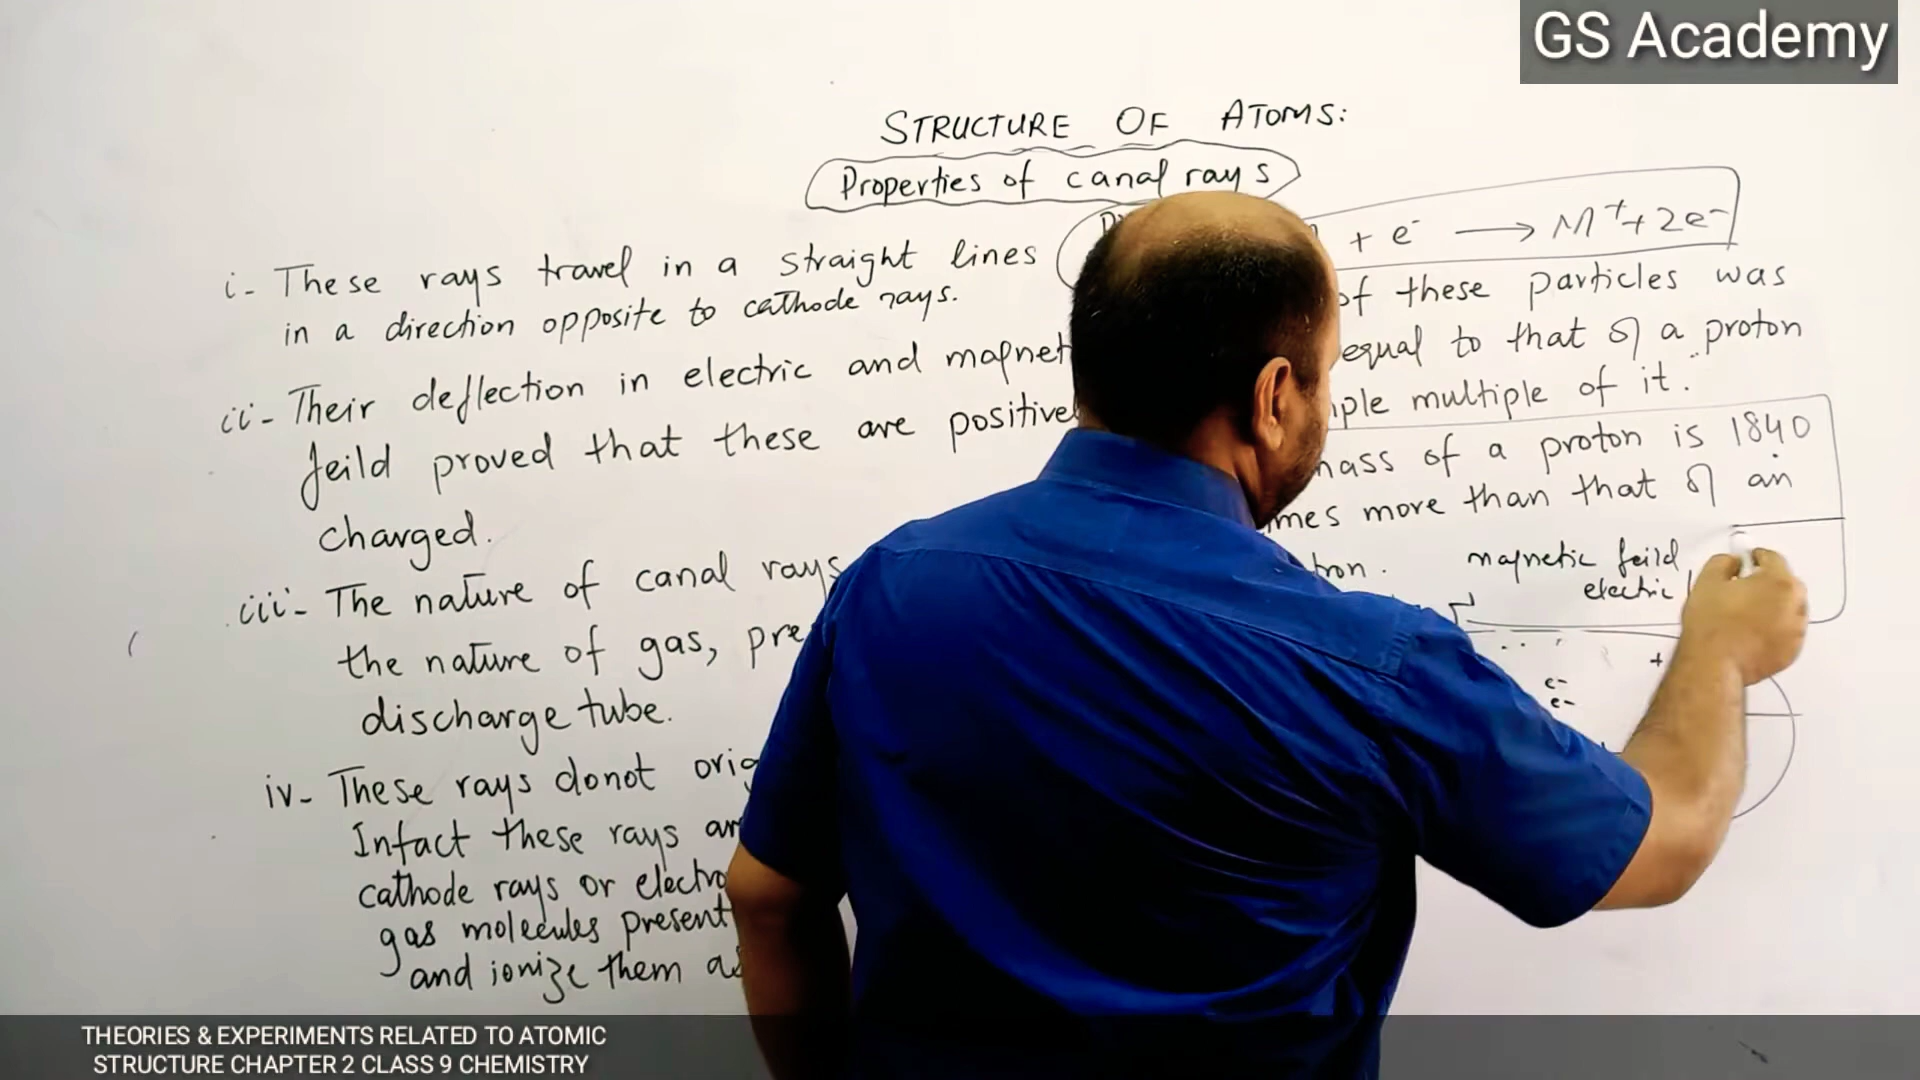 GS Academy
STRUCTURE OF ATOMS:
Properties of canal rays
i- These rays travel in a straight lines
in a direction opposite to cathode rays.
ii- Their deflection in electric and magnet
feild proved that these are positive
charged.
iii- The nature of canal rays
the nature of gas, pre
discharge tube.
iv- These rays donot orig
Infact these rays ar
cathode rays or electro
gas molecules present
and ionize them as
+ e⁻ ⟶ M⁺ + 2e⁻
of these particles was
equal to that of a proton
iple multiple of it.
mass of a proton is 1840
imes more than that of an
tron.
magnetic feild
electric
+
e-
e-
THEORIES & EXPERIMENTS RELATED TO ATOMIC
STRUCTURE CHAPTER 2 CLASS 9 CHEMISTRY